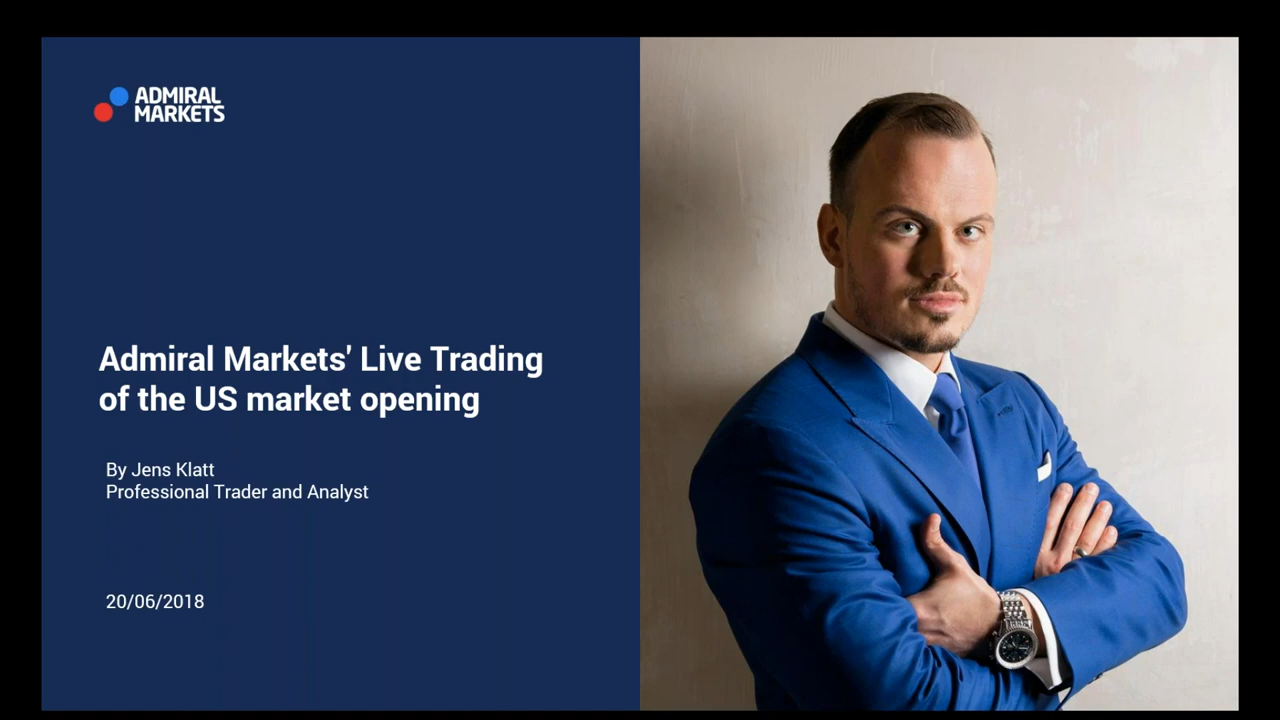 ADMIRAL
MARKETS
Admiral Markets' Live Trading
of the US market opening
By Jens Klatt
Professional Trader and Analyst
20/06/2018